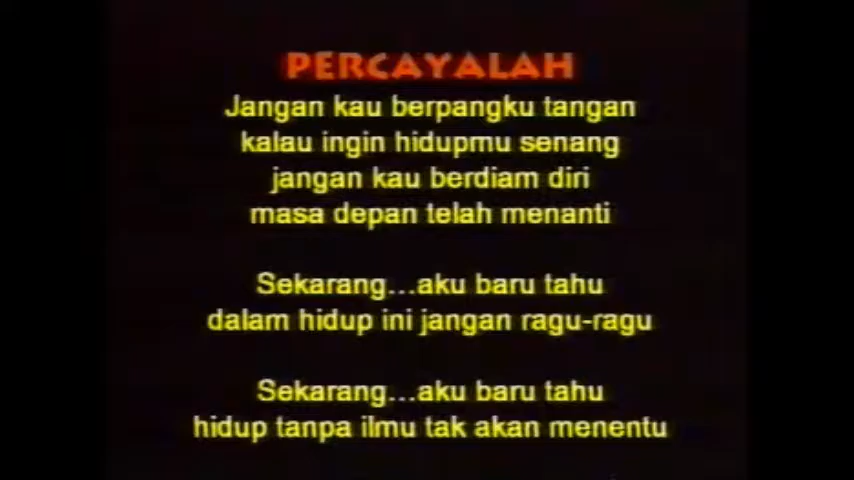 PERCAYALAH
Jangan kau berpangku tangan
kalau ingin hidupmu senang
jangan kau berdiam diri
masa depan telah menanti
Sekarang...aku baru tahu
dalam hidup ini jangan ragu-ragu
Sekarang...aku baru tahu
hidup tanpa ilmu tak akan menentu